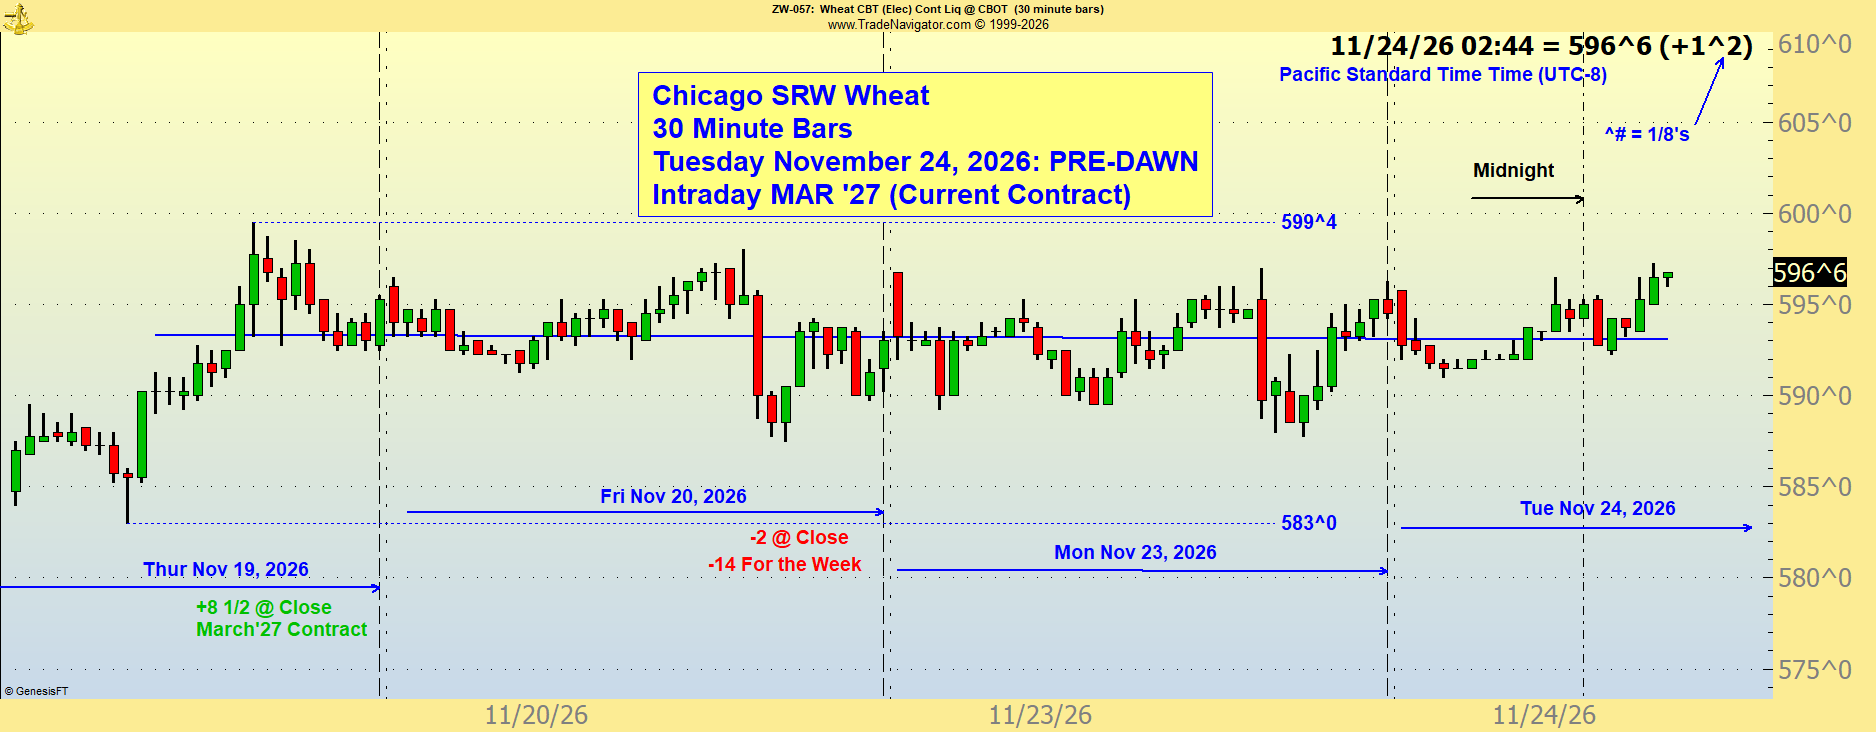 ZW-057: Wheat CBT (Elec) Cont Liq @ CBOT (30 minute bars)
www.TradeNavigator.com © 1999-2026
11/24/26 02:44 = 596^6 (+1^2)
Pacific Standard Time Time (UTC-8)
^# = 1/8's
Chicago SRW Wheat
30 Minute Bars
Tuesday November 24, 2026: PRE-DAWN
Intraday MAR '27 (Current Contract)
Midnight
599^4
583^0
Thur Nov 19, 2026
+8 1/2 @ Close
March'27 Contract
Fri Nov 20, 2026
-2 @ Close
-14 For the Week
Mon Nov 23, 2026
Tue Nov 24, 2026
610^0
605^0
600^0
596^6
595^0
590^0
585^0
580^0
575^0
© GenesisFT
11/20/26
11/23/26
11/24/26